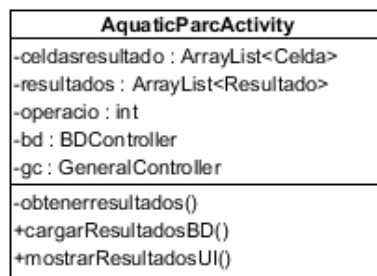 AquaticParcActivity
-celdasresultado : ArrayList<Celda>
-resultados : ArrayList<Resultado>
-operacio : int
-bd : BDController
-gc : GeneralController
-obtenerresultados()
+cargarResultadosBD()
+mostrarResultadosUI()